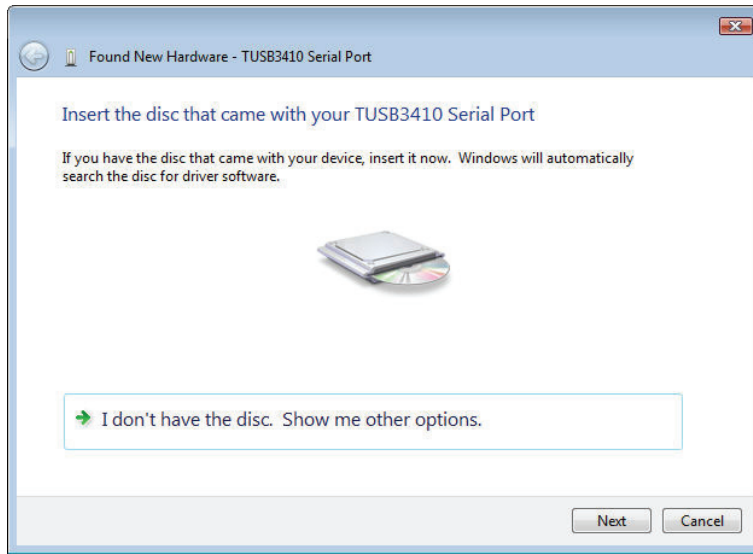 Found New Hardware - TUSB3410 Serial Port
Insert the disc that came with your TUSB3410 Serial Port
If you have the disc that came with your device, insert it now. Windows will automatically
search the disc for driver software.
I don't have the disc. Show me other options.
Next Cancel